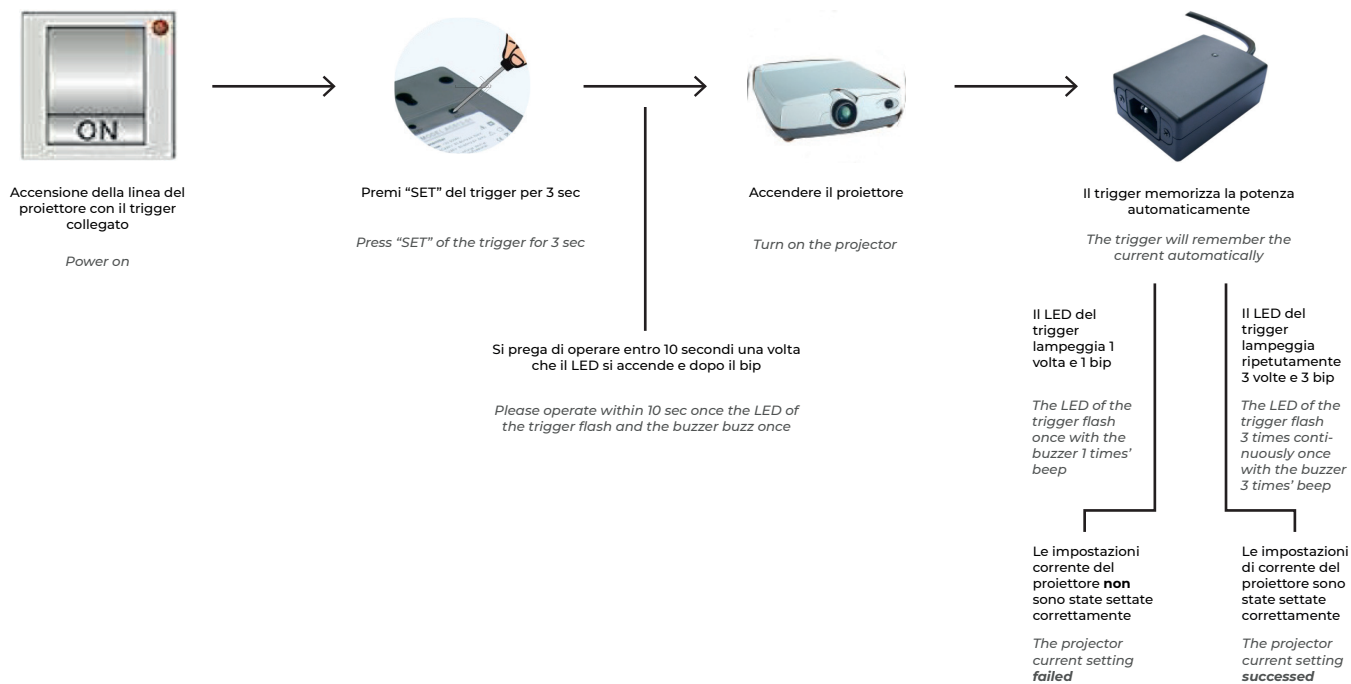 ON
Accensione della linea del
proiettore con il trigger
collegato
Power on
Premi “SET” del trigger per 3 sec
Press “SET” of the trigger for 3 sec
Si prega di operare entro 10 secondi una volta
che il LED si accende e dopo il bip
Please operate within 10 sec once the LED of
the trigger flash and the buzzer buzz once
Accendere il proiettore
Turn on the projector
Il trigger memorizza la potenza
automaticamente
The trigger will remember the
current automatically
Il LED del
trigger
lampeggia 1
volta e 1 bip
The LED of the
trigger flash
once with the
buzzer 1 times’
beep
Le impostazioni
corrente del
proiettore non
sono state settate
correttamente
The projector
current setting
failed
Il LED del
trigger
lampeggia
ripetutamente
3 volte e 3 bip
The LED of the
trigger flash
3 times conti-
nuously once
with the buzzer
3 times’ beep
Le impostazioni
di corrente del
proiettore sono
state settate
correttamente
The projector
current setting
successed